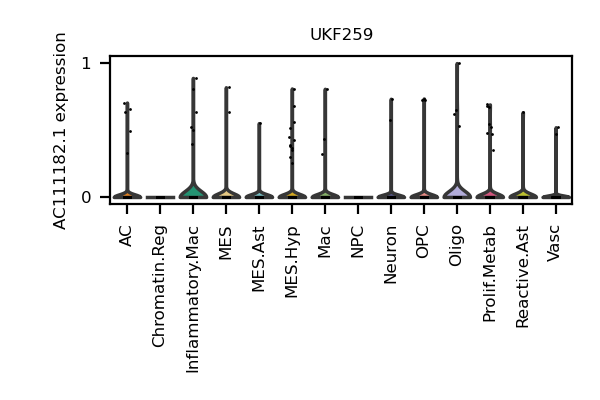 UKF259
AC111182.1 expression
1
0
AC
Chromatin.Reg
Inflammatory.Mac
MES
MES.Ast
MES.Hyp
Mac
NPC
Neuron
OPC
Oligo
Prolif.Metab
Reactive.Ast
Vasc